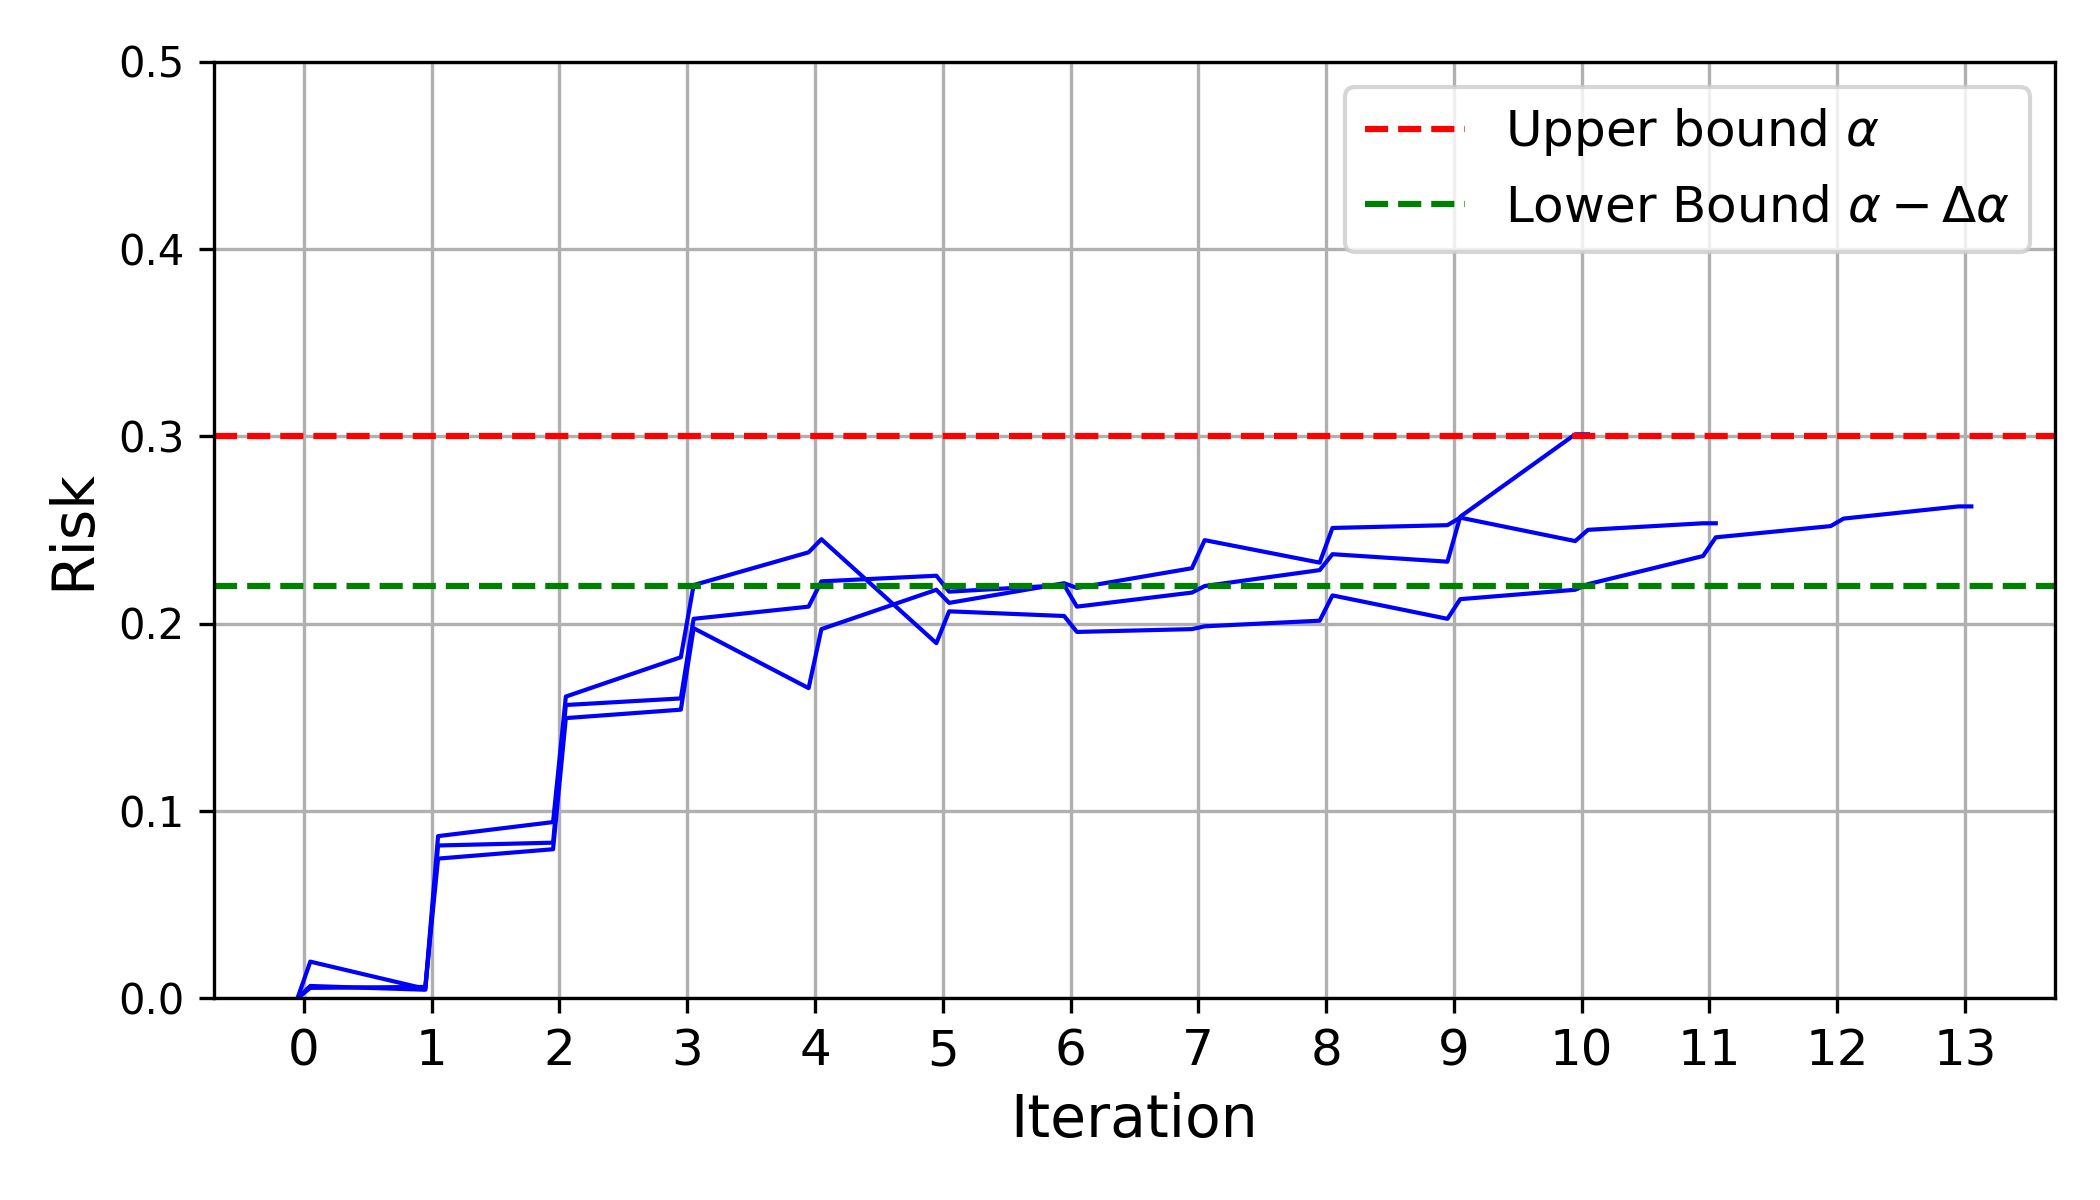 0.5
0.4
0.3
0.2
0.1
0.0
Risk
Upper bound α
Lower Bound α − Δα
0 1 2 3 4 5 6 7 8 9 10 11 12 13
Iteration